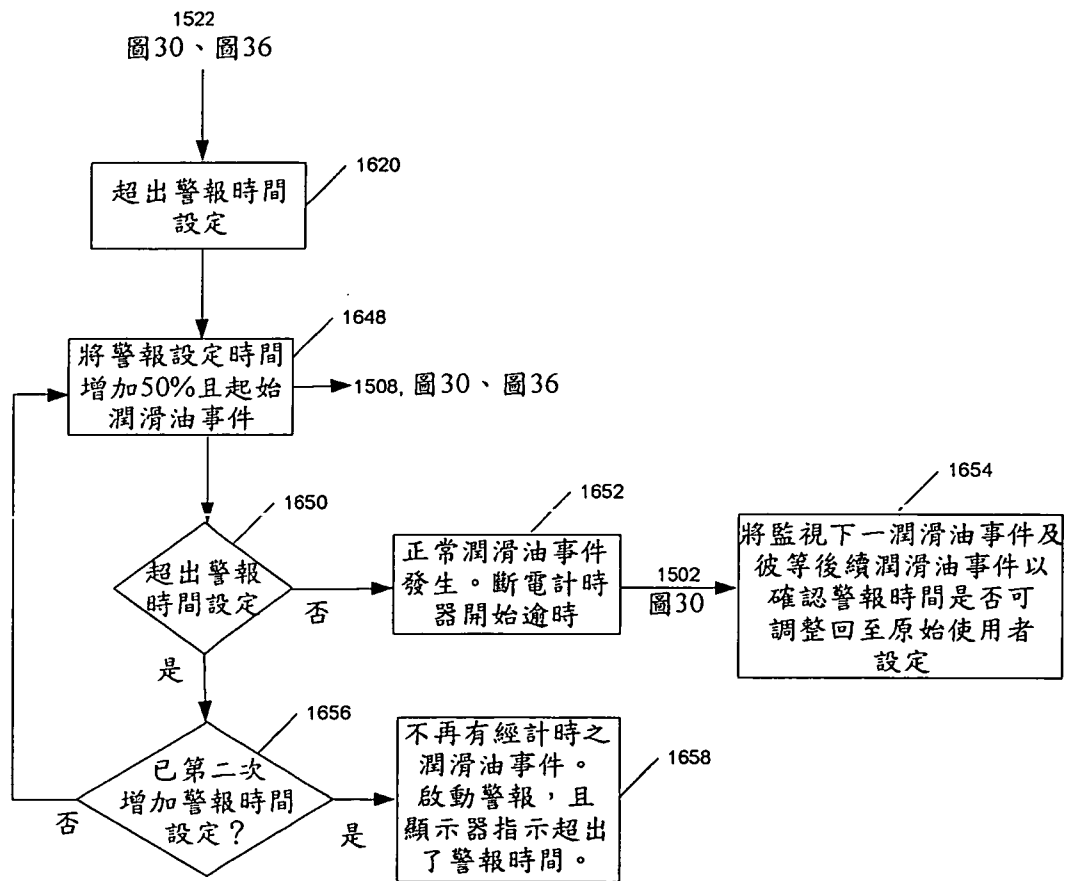 1522
圖30、圖36
1620
超出警報時間
設定
1648
將警報設定時間
增加50%且起始
潤滑油事件
1508, 圖30、圖36
1650
超出警報
時間設定
否
是
1652
正常潤滑油事件
發生。斷電計時
器開始逾時
1502
圖30
1654
將監視下一潤滑油事件及
彼等後續潤滑油事件以
確認警報時間是否可
調整回至原始使用者
設定
1656
已第二次
增加警報時間
設定？
否
是
1658
不再有經計時之
潤滑油事件。
啟動警報，且
顯示器指示超出
了警報時間。